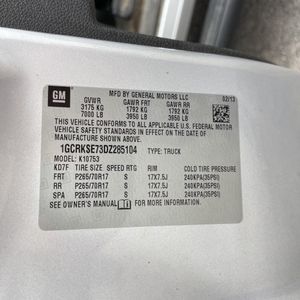 GM
MFD BY GENERAL MOTORS LLC
02/13
GVWR GAWR FRT GAWR RR
3175 KG 1792 KG 1792 KG
7000 LB 3950 LB 3950 LB
THIS VEHICLE CONFORMS TO ALL APPLICABLE U.S. FEDERAL MOTOR
VEHICLE SAFETY STANDARDS IN EFFECT ON THE DATE OF
MANUFACTURE SHOWN ABOVE.
1GCRKSE73DZ285104 TYPE: TRUCK
MODEL: K10753
KD7F TIRE SIZE SPEED RTG RIM COLD TIRE PRESSURE
FRT P265/70R17 S 17X7.5J 240KPA(35PSI)
RR P265/70R17 S 17X7.5J 240KPA(35PSI)
SPA P265/70R17 S 17X7.5J 240KPA(35PSI)
SEE OWNER'S MANUAL FOR ADDITIONAL INFORMATION.